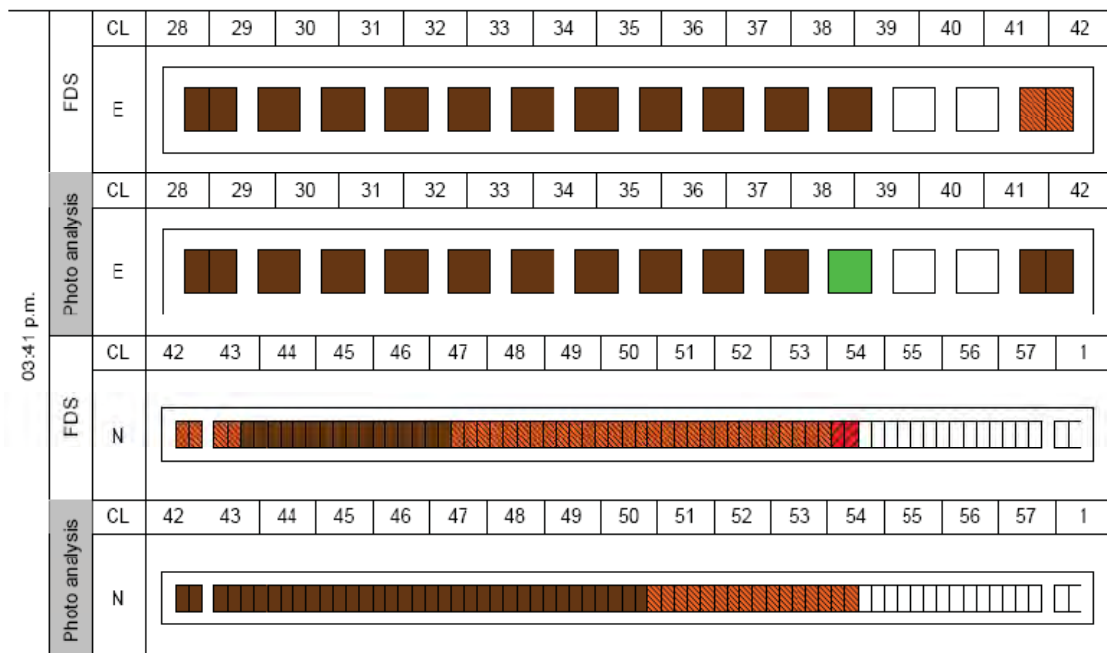 03:41 p.m.
FDS
CL 28 29 30 31 32 33 34 35 36 37 38 39 40 41 42
E
Photo analysis
CL 28 29 30 31 32 33 34 35 36 37 38 39 40 41 42
E
FDS
CL 42 43 44 45 46 47 48 49 50 51 52 53 54 55 56 57 1
N
Photo analysis
CL 42 43 44 45 46 47 48 49 50 51 52 53 54 55 56 57 1
N